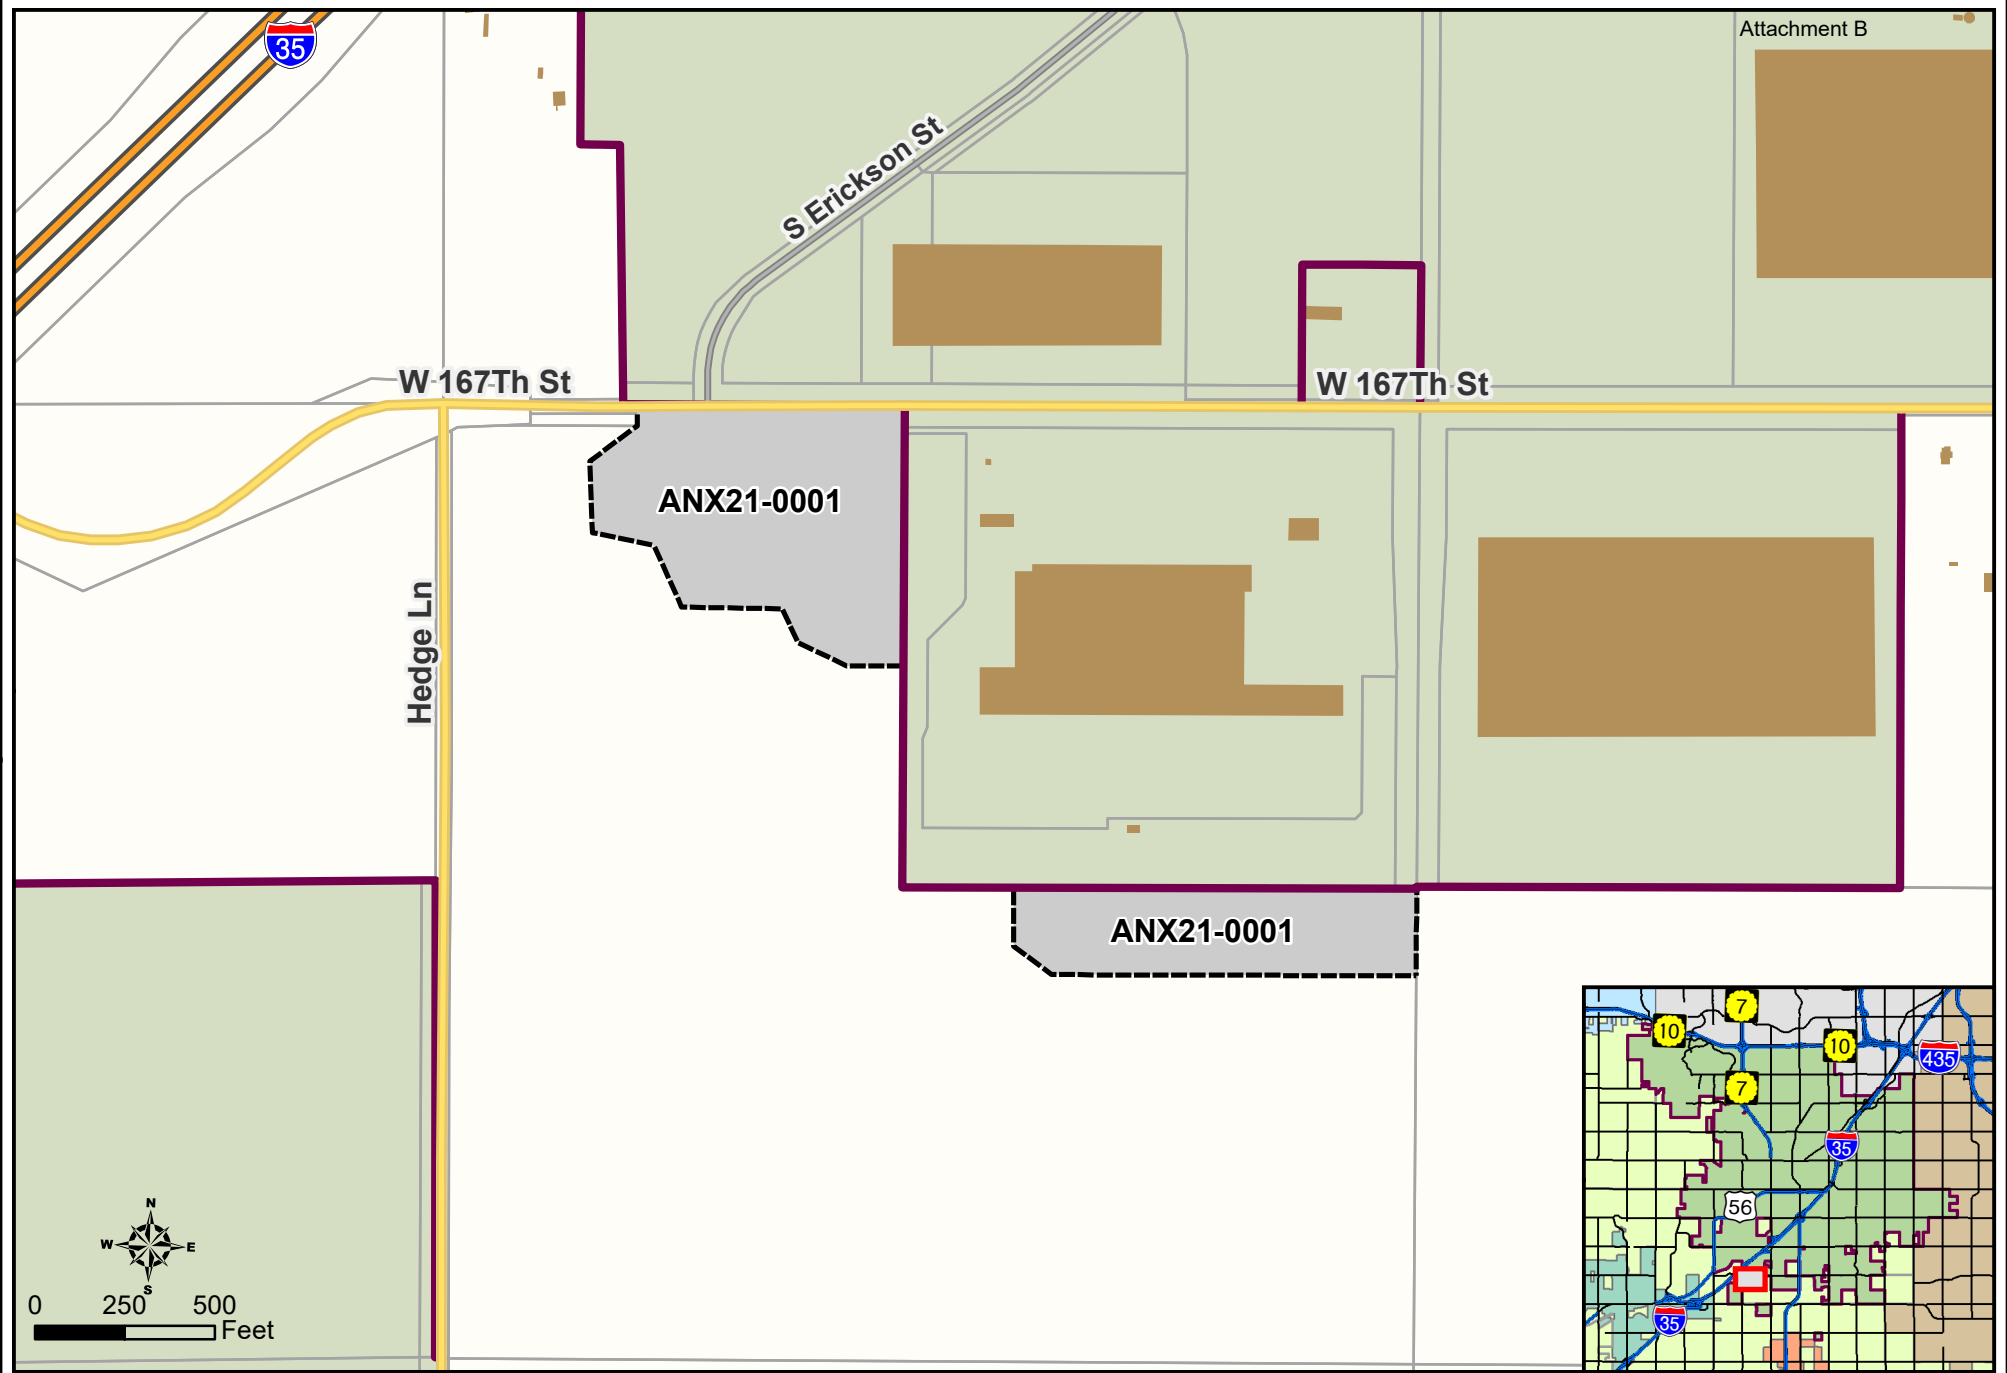 35
Attachment B
S Erickson St
W 167Th St
W 167Th St
ANX21-0001
Hedge Ln
ANX21-0001
7
10
10
435
7
35
56
35
N
W
E
S
0 250 500
Feet